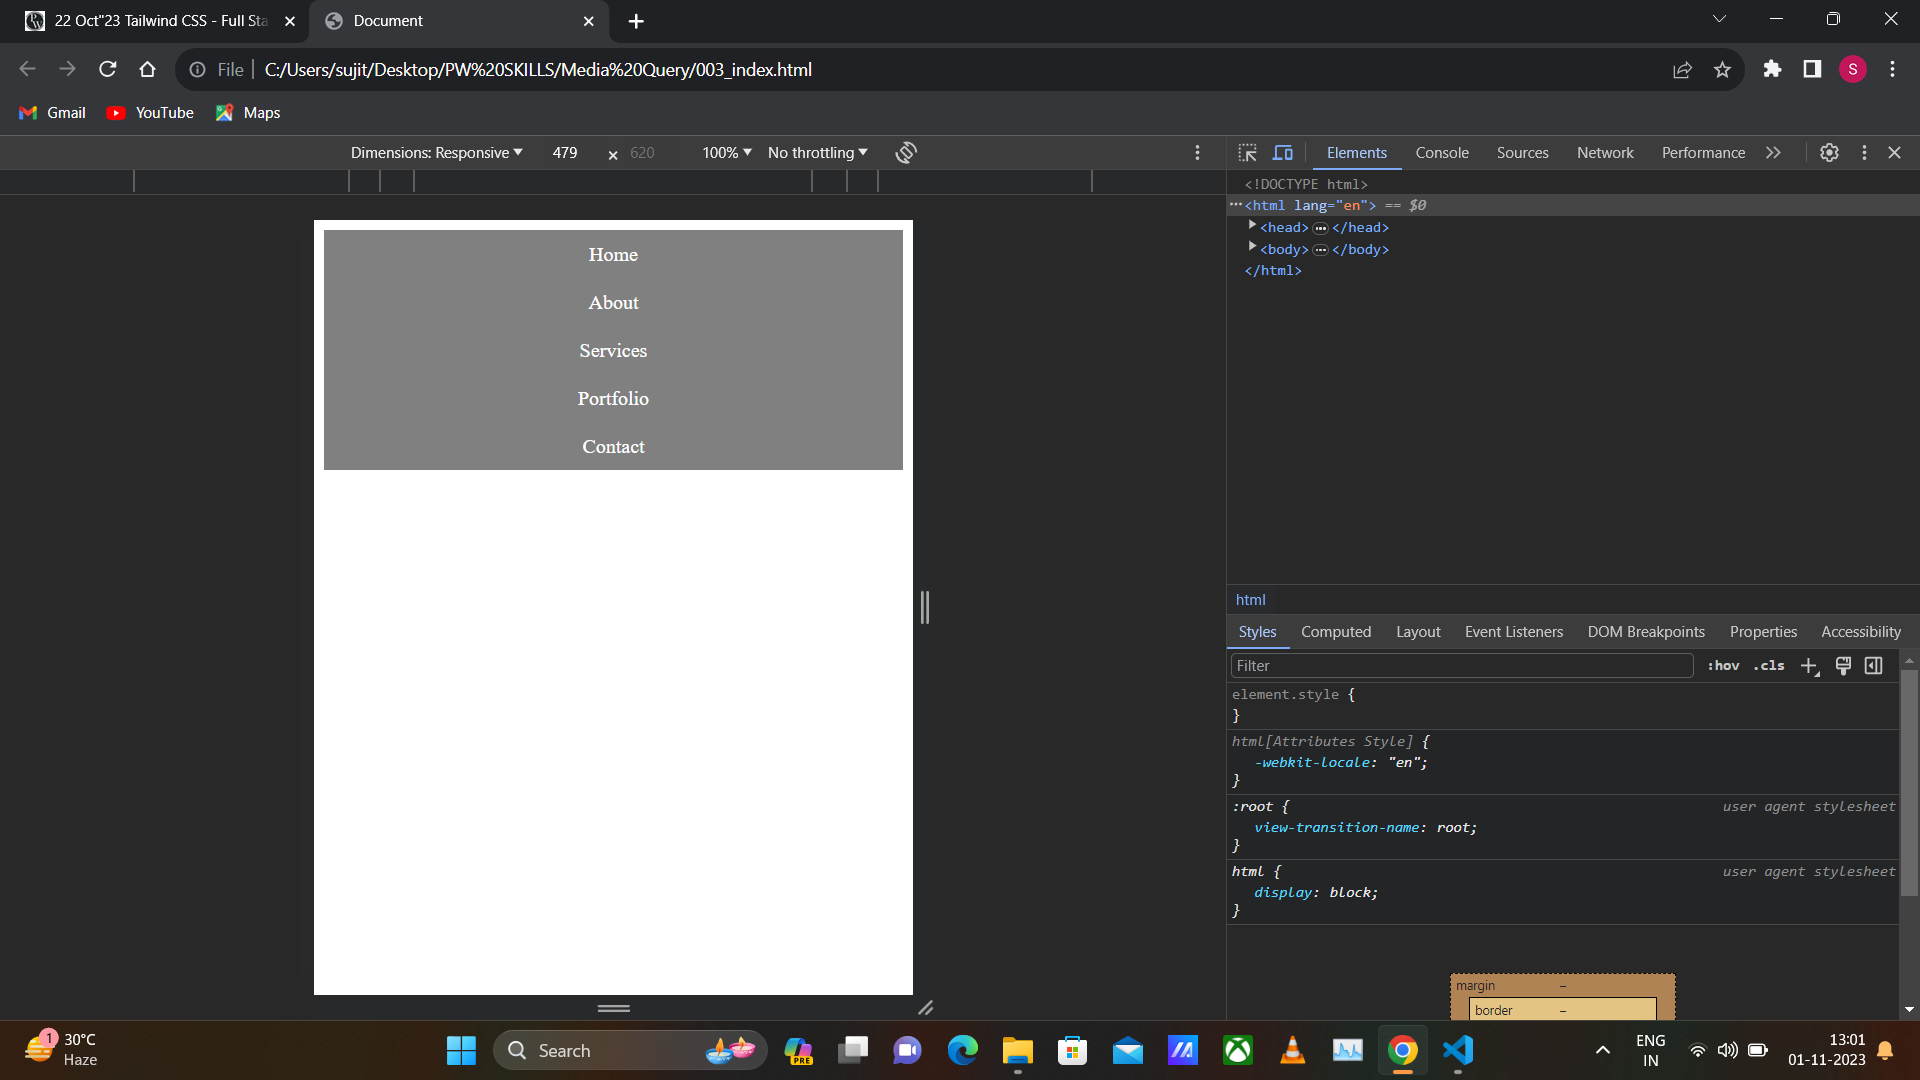 22 Oct"23 Tailwind CSS - Full Sta
Document
File
C:/Users/sujit/Desktop/PW%20SKILLS/Media%20Query/003_index.html
S
Gmail
YouTube
Maps
Dimensions: Responsive
479
620
100%
No throttling
Elements
Console
Sources
Network
Performance
<!DOCTYPE html>
<html lang="en"> == $0
<head> </head>
<body> </body>
</html>
Home
About
Services
Portfolio
Contact
html
Styles
Computed
Layout
Event Listeners
DOM Breakpoints
Properties
Accessibility
Filter
:hov
.cls
element.style {
}
html[Attributes Style] {
-webkit-locale: "en";
}
:root {
user agent stylesheet
view-transition-name: root;
}
html {
user agent stylesheet
display: block;
}
margin
–
border
–
1
30°C
Haze
Search
PRE
ENG
IN
13:01
01-11-2023